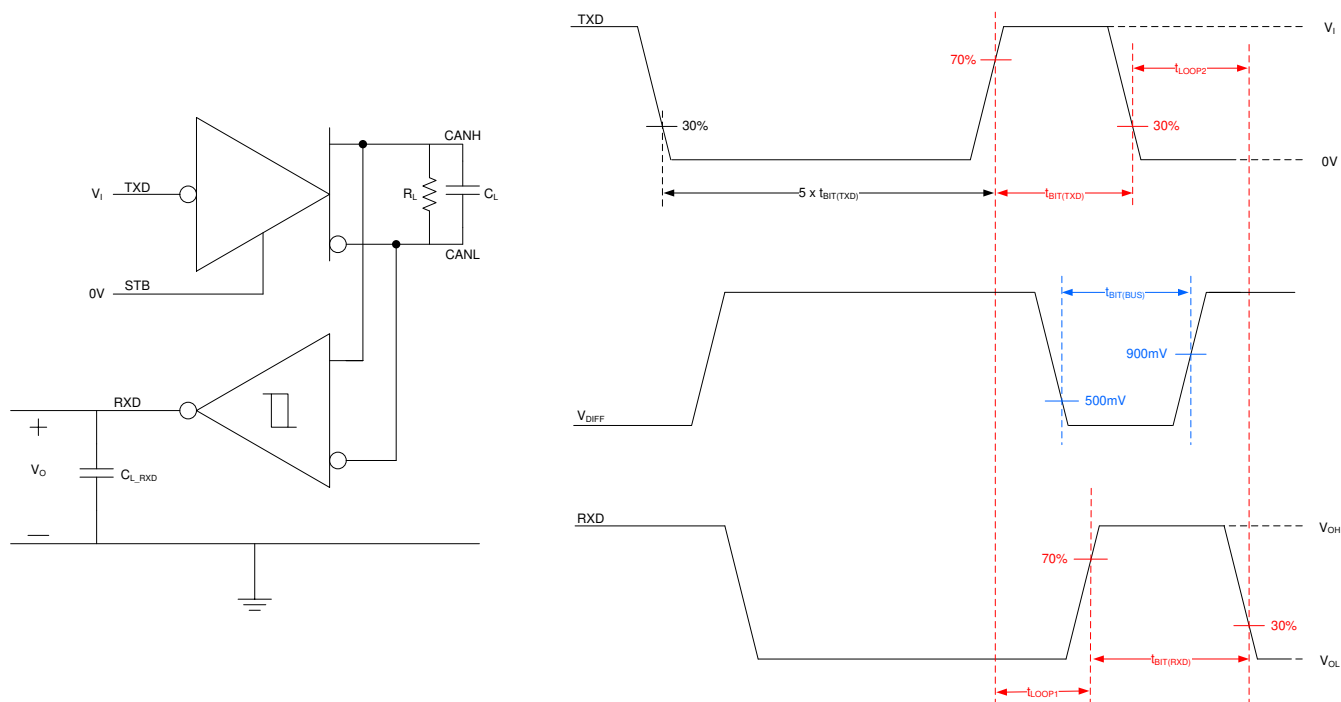 CANH
R_L
C_L
V_I
TXD
CANL
0V
STB
RXD
+
V_O
C_L_RXD
—
TXD
V_I
70%
t_LOOP2
30%
30%
0V
5 x t_BIT(TXD)
t_BIT(TXD)
t_BIT(BUS)
900mV
500mV
V_DIFF
RXD
V_OH
70%
30%
t_BIT(RXD)
V_OL
t_LOOP1